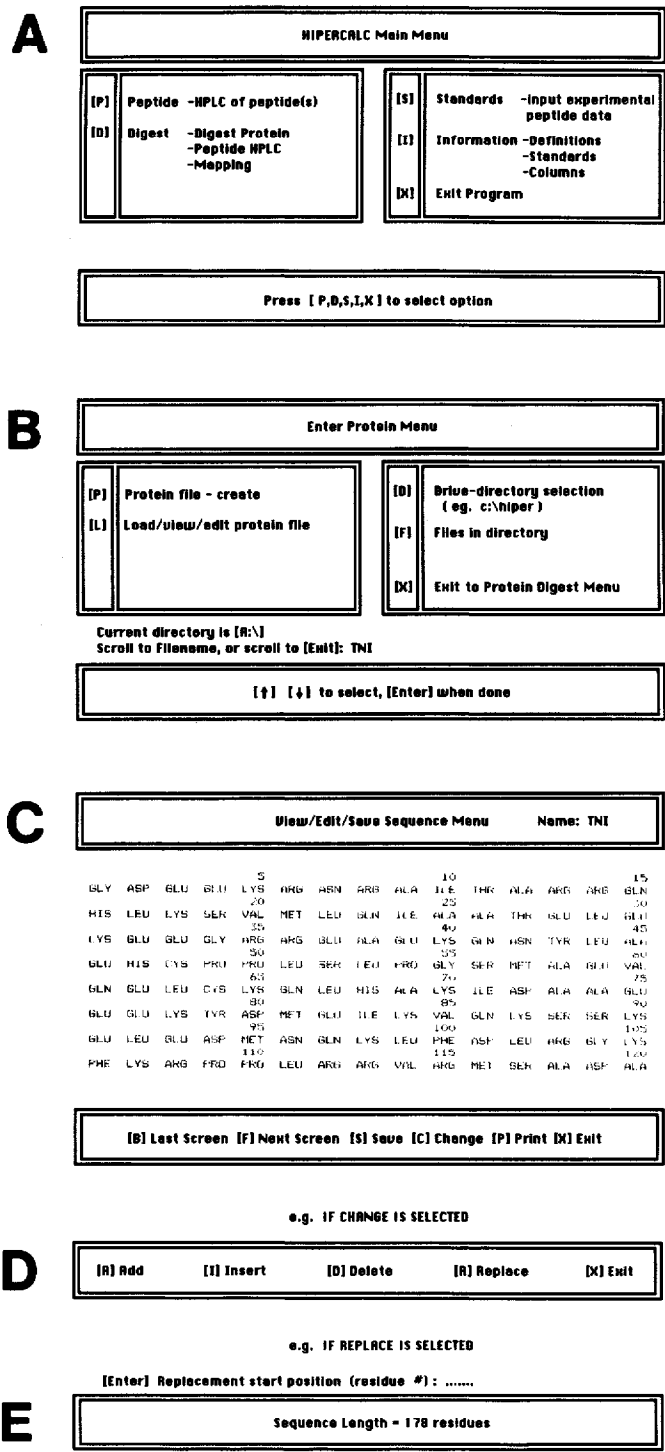 A
HIPERCALC Main Menu
[P] Peptide -HPLC of peptide(s)
[D] Digest -Digest Protein
-Peptide HPLC
-Mapping
[S] Standards -Input experimental
peptide data
[I] Information -Definitions
-Standards
-Columns
[X] Exit Program
Press [ P,D,S,I,X ] to select option
B
Enter Protein Menu
[P] Protein file - create
[L] Load/view/edit protein file
[D] Drive-directory selection
( eg. c:\hiper )
[F] Files in directory
[X] Exit to Protein Digest Menu
Current directory is [A:\]
Scroll to Filename, or scroll to [Exit]: TNI
[↑] [↓] to select, [Enter] when done
C
View/Edit/Save Sequence Menu Name: TNI
5 10 15
GLY ASP GLU GLU LYS ARG ASN ARG ALA ILE THR ALA ARG ARG GLN
20 25 30
HIS LEU LYS SER VAL MET LEU GLN ILE ALA ALA THR GLU LEU GLU
35 40 45
LYS GLU GLU GLY ARG ARG GLU ALA GLU LYS GLN ASN TYR LEU ALA
50 55 60
GLU HIS CYS PRO PRO LEU SER LEU PRO GLY SER MET ALA GLU VAL
65 70 75
GLN GLU LEU CYS LYS GLN LEU HIS ALA LYS ILE ASP ALA ALA GLU
80 85 90
GLU GLU LYS TYR ASP MET GLU ILE LYS VAL GLN LYS SER SER LYS
95 100 105
GLU LEU GLU ASP MET ASN GLN LYS LEU PHE ASP LEU ARG GLY LYS
110 115 120
PHE LYS ARG PRO PRO LEU ARG ARG VAL ARG MET SER ALA ASP ALA
[B] Last Screen [F] Next Screen [S] Save [C] Change [P] Print [X] Exit
e.g. IF CHANGE IS SELECTED
D
[A] Add [I] Insert [D] Delete [R] Replace [X] Exit
e.g. IF REPLACE IS SELECTED
[Enter] Replacement start position (residue #) : .......
E
Sequence Length = 178 residues